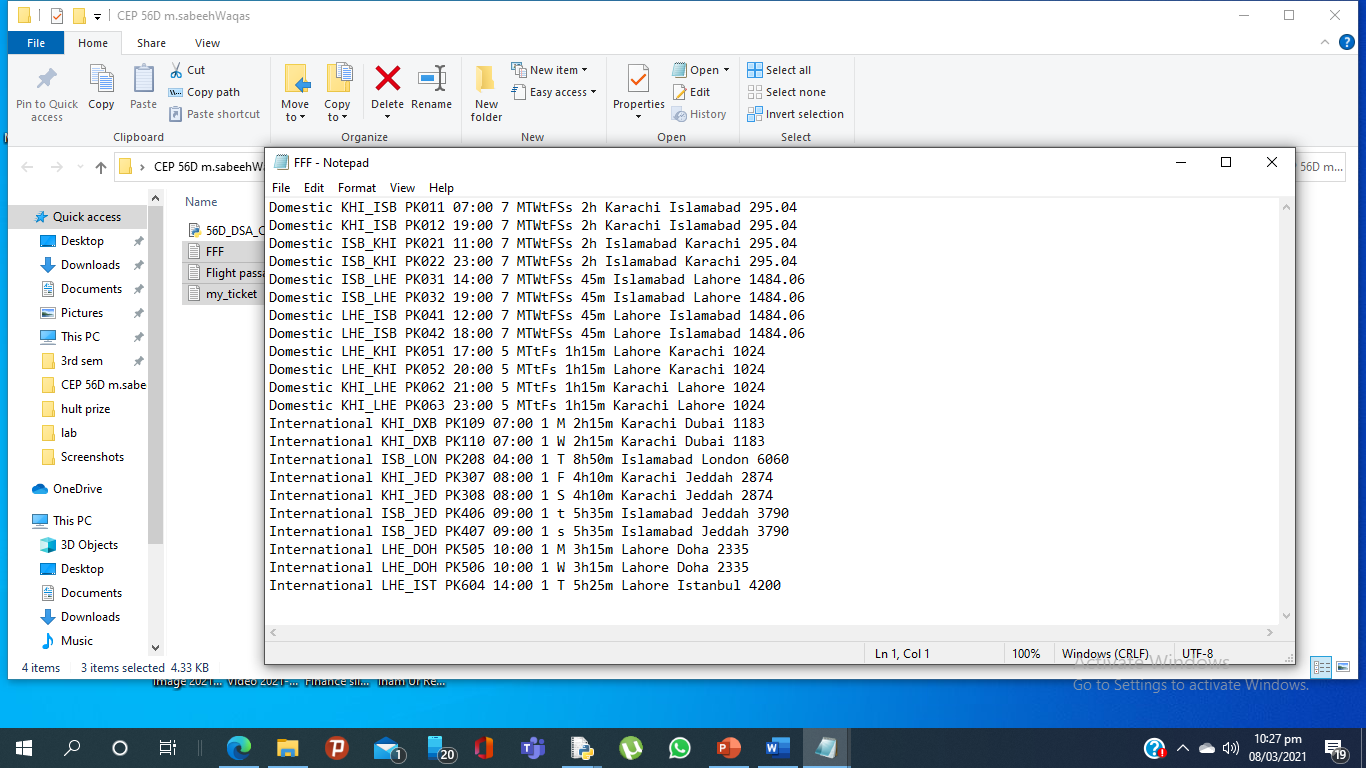 CEP 56D m.sabeehWaqas
File Home Share View
Pin to Quick access
Copy
Paste
Cut
Copy path
Paste shortcut
Clipboard
Move to
Copy to
Delete
Rename
Organize
New folder
New item
Easy access
New
Properties
Open
Edit
History
Open
Select all
Select none
Invert selection
Select
CEP 56D m.sabeehWa
56D m...
Quick access
Desktop
Downloads
Documents
Pictures
This PC
3rd sem
CEP 56D m.sabe
hult prize
lab
Screenshots
OneDrive
This PC
3D Objects
Desktop
Documents
Downloads
Music
Name
56D_DSA_C
FFF
Flight passa
my_ticket
4 items 3 items selected 4.33 KB
FFF - Notepad
File Edit Format View Help
Domestic KHI_ISB PK011 07:00 7 MTWtFSs 2h Karachi Islamabad 295.04
Domestic KHI_ISB PK012 19:00 7 MTWtFSs 2h Karachi Islamabad 295.04
Domestic ISB_KHI PK021 11:00 7 MTWtFSs 2h Islamabad Karachi 295.04
Domestic ISB_KHI PK022 23:00 7 MTWtFSs 2h Islamabad Karachi 295.04
Domestic ISB_LHE PK031 14:00 7 MTWtFSs 45m Islamabad Lahore 1484.06
Domestic ISB_LHE PK032 19:00 7 MTWtFSs 45m Islamabad Lahore 1484.06
Domestic LHE_ISB PK041 12:00 7 MTWtFSs 45m Lahore Islamabad 1484.06
Domestic LHE_ISB PK042 18:00 7 MTWtFSs 45m Lahore Islamabad 1484.06
Domestic LHE_KHI PK051 17:00 5 MTtFs 1h15m Lahore Karachi 1024
Domestic LHE_KHI PK052 20:00 5 MTtFs 1h15m Lahore Karachi 1024
Domestic KHI_LHE PK062 21:00 5 MTtFs 1h15m Karachi Lahore 1024
Domestic KHI_LHE PK063 23:00 5 MTtFs 1h15m Karachi Lahore 1024
International KHI_DXB PK109 07:00 1 M 2h15m Karachi Dubai 1183
International KHI_DXB PK110 07:00 1 W 2h15m Karachi Dubai 1183
International ISB_LON PK208 04:00 1 T 8h50m Islamabad London 6060
International KHI_JED PK307 08:00 1 F 4h10m Karachi Jeddah 2874
International KHI_JED PK308 08:00 1 S 4h10m Karachi Jeddah 2874
International ISB_JED PK406 09:00 1 t 5h35m Islamabad Jeddah 3790
International ISB_JED PK407 09:00 1 s 5h35m Islamabad Jeddah 3790
International LHE_DOH PK505 10:00 1 M 3h15m Lahore Doha 2335
International LHE_DOH PK506 10:00 1 W 3h15m Lahore Doha 2335
International LHE_IST PK604 14:00 1 T 5h25m Lahore Istanbul 4200
Ln 1, Col 1 100% Windows (CRLF) UTF-8
Activate Windows
Go to Settings to activate Windows.
1
20
10:27 pm
08/03/2021
19